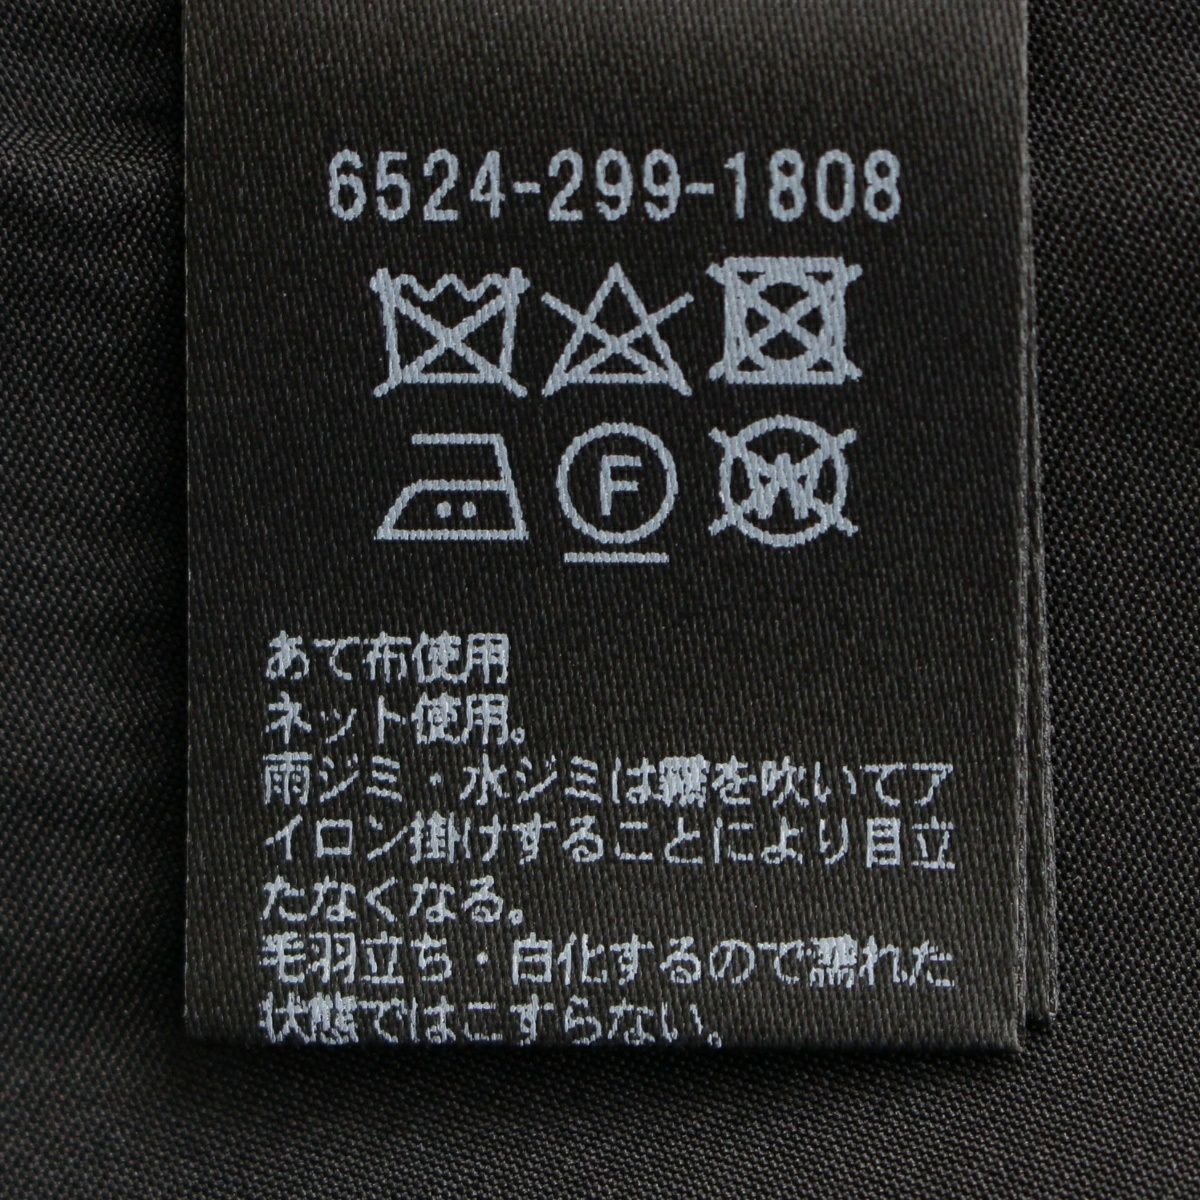 6524-299-1808
F
W
あて布使用
ネット使用。
雨ジミ・水ジミは霧を吹いてア
イロン掛けすることにより目立
たなくなる。
毛羽立ち・白化するので濡れた
状態ではこすらない。